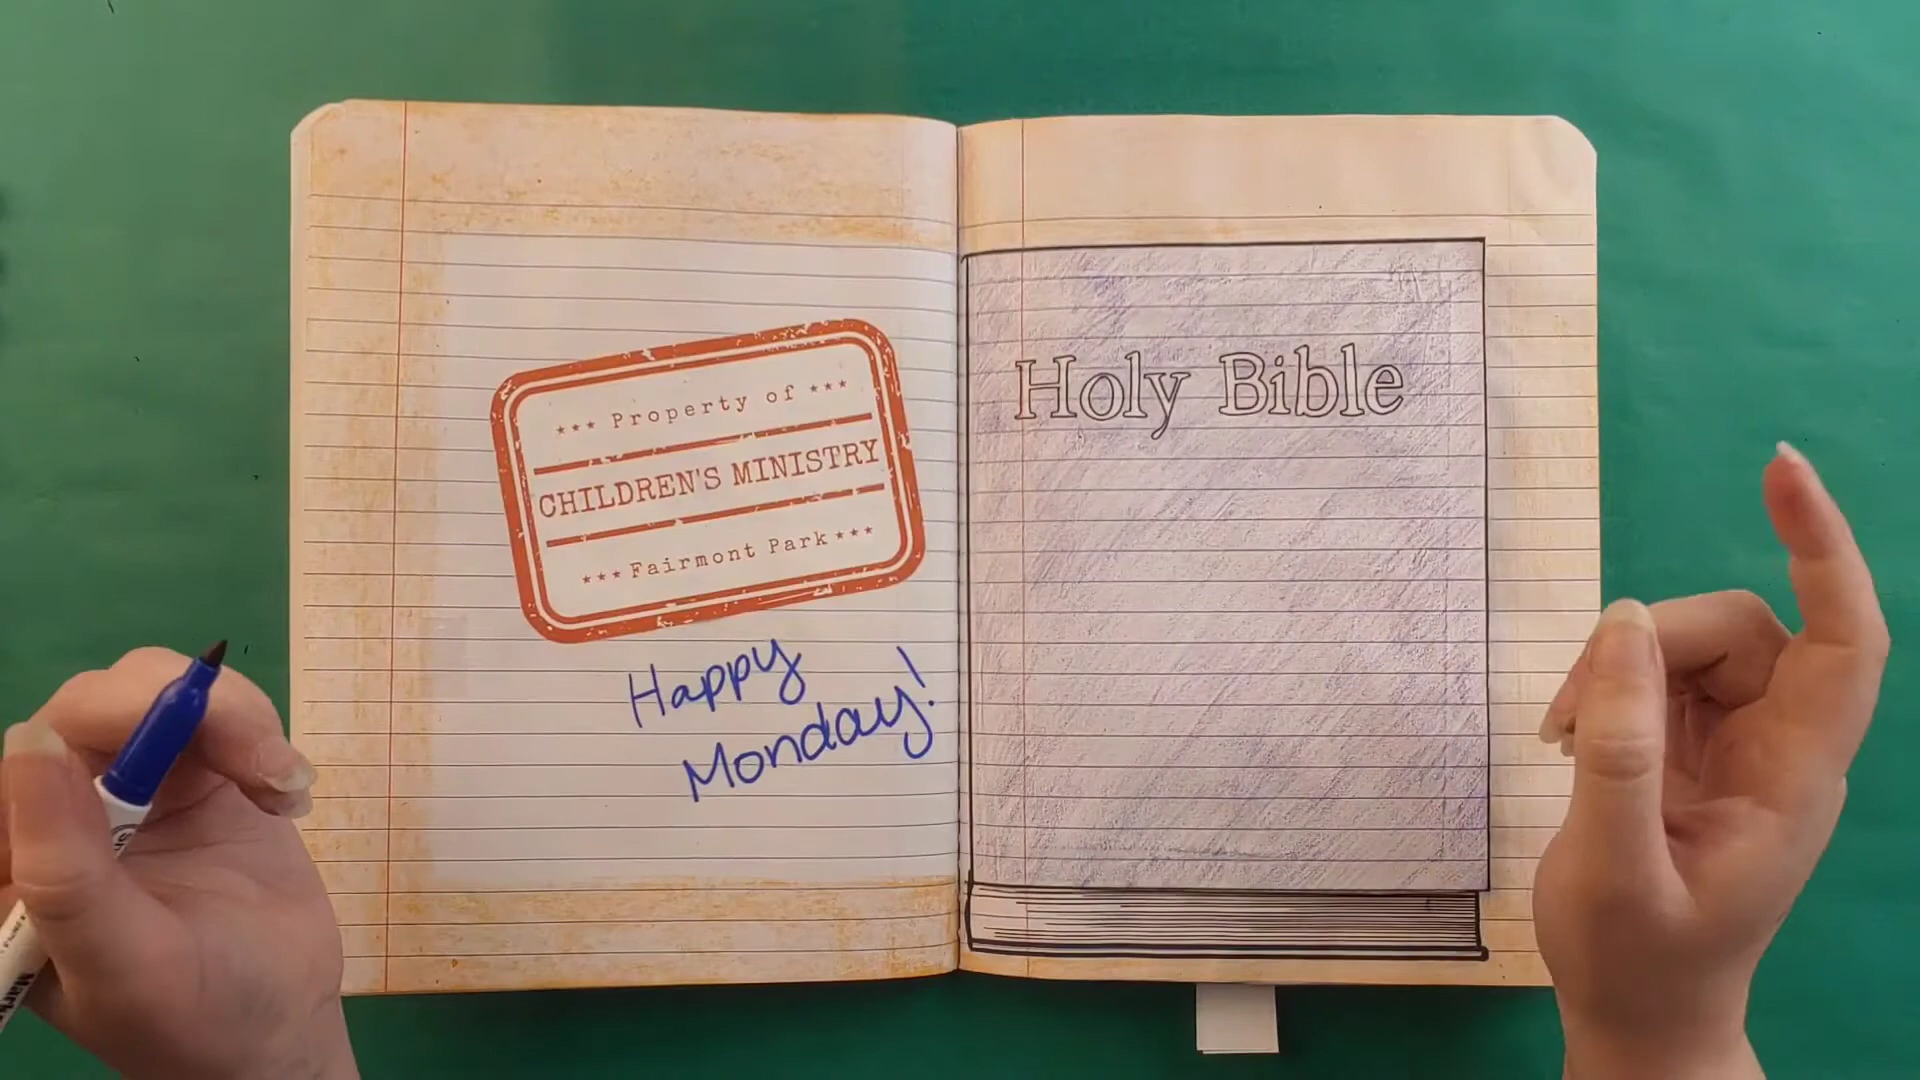 *** Property of ***
CHILDREN'S MINISTRY
*** Fairmont Park ***
Happy
Monday!
Holy Bible